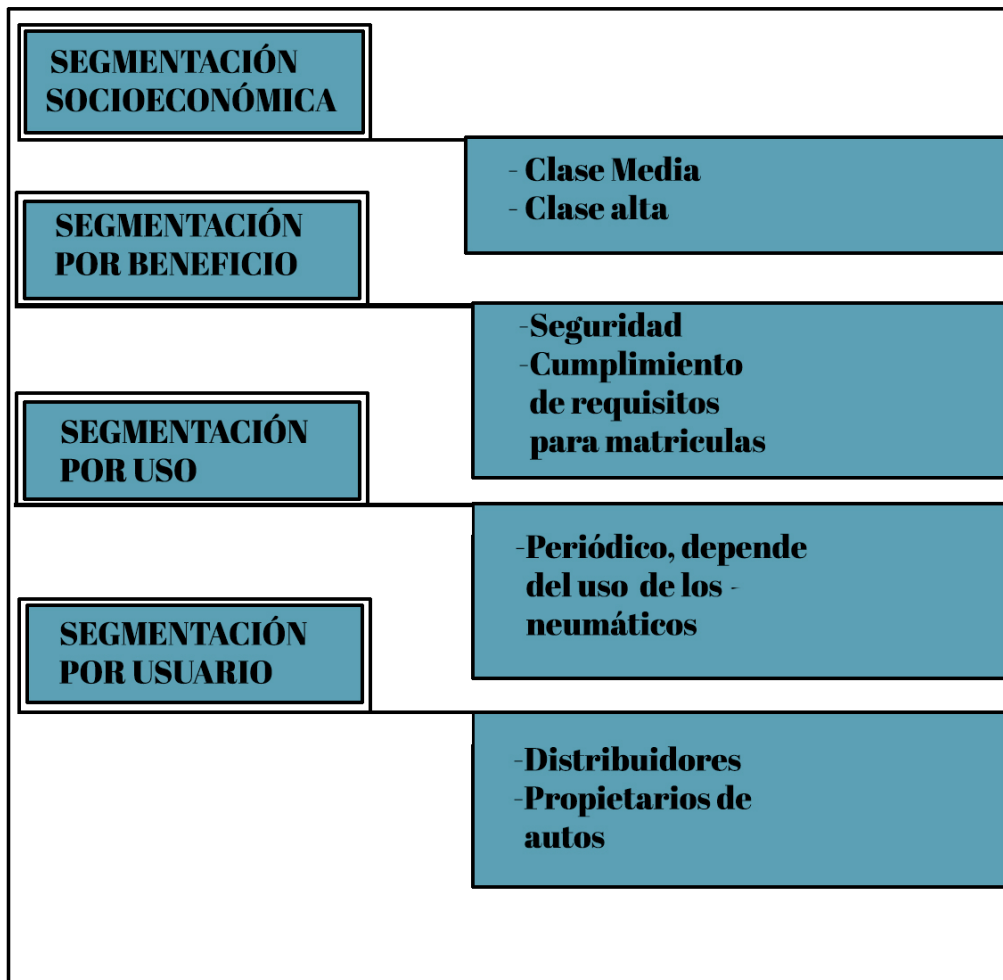 SEGMENTACIÓN
SOCIOECONÓMICA
- Clase Media
- Clase alta
SEGMENTACIÓN
POR BENEFICIO
-Seguridad
-Cumplimiento
de requisitos
para matriculas
SEGMENTACIÓN
POR USO
-Periódico, depende
del uso de los -
neumáticos
SEGMENTACIÓN
POR USUARIO
-Distribuidores
-Propietarios de
autos